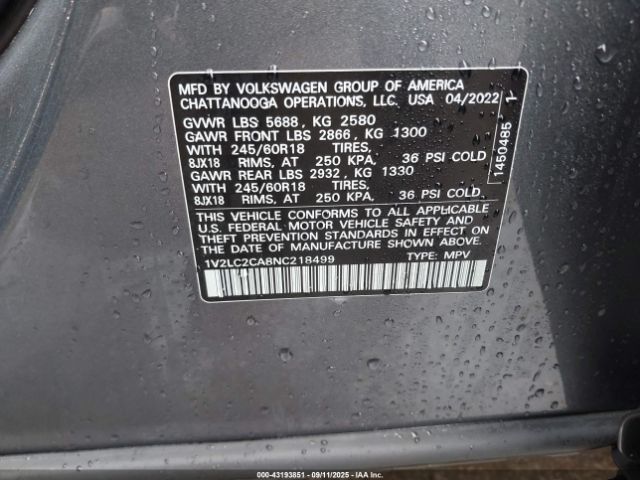 MFD BY VOLKSWAGEN GROUP OF AMERICA
CHATTANOOGA OPERATIONS, LLC. USA 04/2022
GVWR LBS 5688, KG 2580
GAWR FRONT LBS 2866, KG 1300
WITH 245/60R18 TIRES,
8JX18 RIMS, AT 250 KPA, 36 PSI COLD
GAWR REAR LBS 2932, KG 1330
WITH 245/60R18 TIRES,
8JX18 RIMS, AT 250 KPA, 36 PSI COLD,
THIS VEHICLE CONFORMS TO ALL APPLICABLE
U.S. FEDERAL MOTOR VEHICLE SAFETY AND
THEFT PREVENTION STANDARDS IN EFFECT ON
THE DATE OF MANUFACTURE SHOWN ABOVE.
1V2LC2CA8NC218499 TYPE: MPV
1450485 1
000-43193851 - 09/11/2025 - IAAI.COM